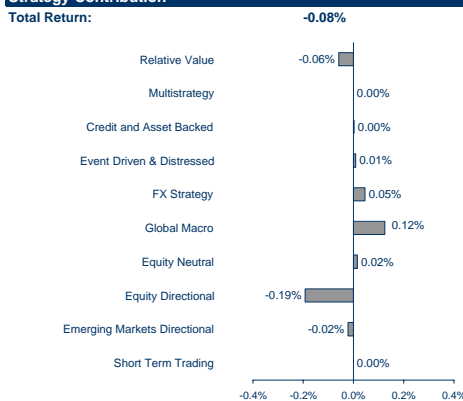 Strategy Contribution
Total Return: -0.08%
Relative Value -0.06%
Multistrategy 0.00%
Credit and Asset Backed 0.00%
Event Driven & Distressed 0.01%
FX Strategy 0.05%
Global Macro 0.12%
Equity Neutral 0.02%
Equity Directional -0.19%
Emerging Markets Directional -0.02%
Short Term Trading 0.00%
-0.4% -0.2% 0.0% 0.2% 0.4%